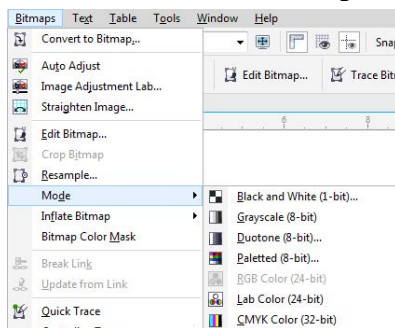 Bitmaps Text Table Tools Window Help
Convert to Bitmap...
Auto Adjust
Image Adjustment Lab...
Straighten Image...
Edit Bitmap...
Crop Bitmap
Resample...
Mode
Inflate Bitmap
Bitmap Color Mask
Break Link
Update from Link
Quick Trace
Snap
Edit Bitmap... Trace Bit
6 8
Black and White (1-bit)...
Grayscale (8-bit)
Duotone (8-bit)...
Paletted (8-bit)...
RGB Color (24-bit)
Lab Color (24-bit)
CMYK Color (32-bit)